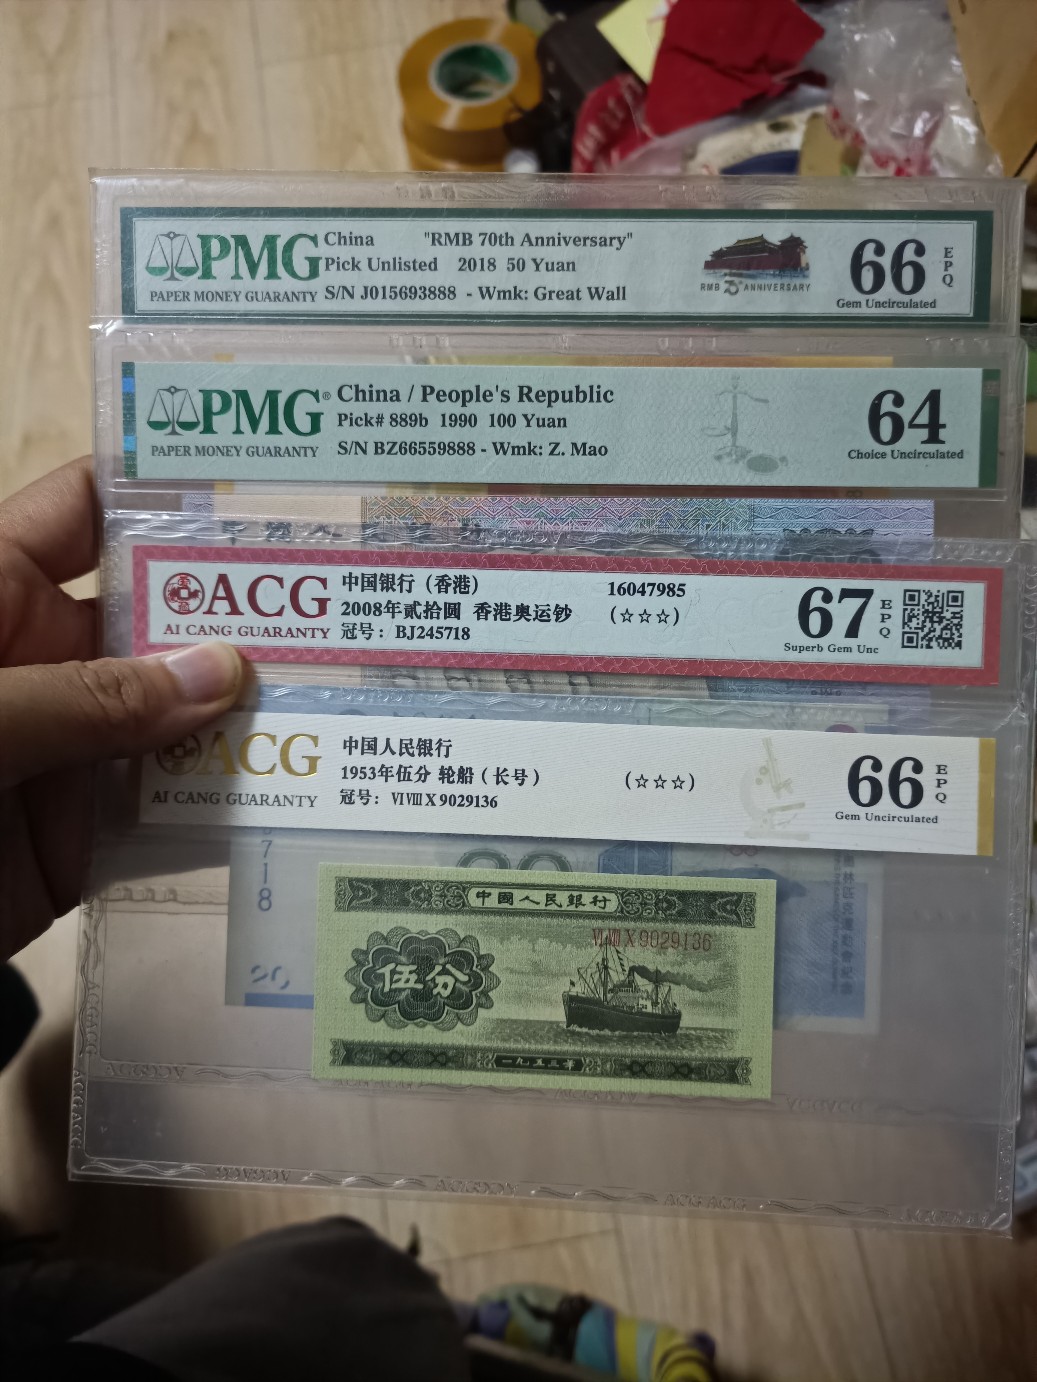 PMG
PAPER MONEY GUARANTY
China "RMB 70th Anniversary"
Pick Unlisted 2018 50 Yuan
S/N J015693888 - Wmk: Great Wall
RMB 70th ANNIVERSARY
66 EPQ
Gem Uncirculated
PMG®
PAPER MONEY GUARANTY
China / People's Republic
Pick# 889b 1990 100 Yuan
S/N BZ66559888 - Wmk: Z. Mao
64
Choice Uncirculated
ACG
AI CANG GUARANTY
中国银行（香港） 16047985
2008年贰拾圆 香港奥运钞 (☆☆☆)
冠号：BJ245718
67 EPQ
Superb Gem Unc
ACG
AI CANG GUARANTY
中国人民银行
1953年伍分 轮船（长号） (☆☆☆)
冠号：ⅥⅧⅩ9029136
66 EPQ
Gem Uncirculated
5718
20
中國人民銀行
ⅥⅧⅩ9029136
伍分
一九五三年